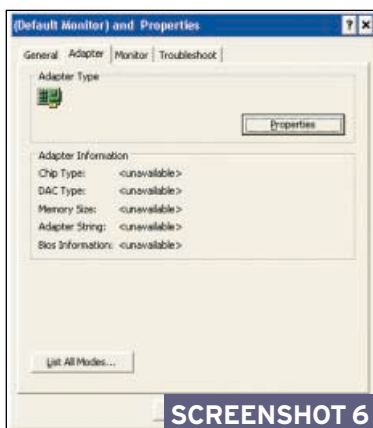 (Default Monitor) and Properties
General Adapter Monitor Troubleshoot
Adapter Type
Properties
Adapter Information
Chip Type: <unavailable>
DAC Type: <unavailable>
Memory Size: <unavailable>
Adapter String: <unavailable>
Bios Information: <unavailable>
List All Modes...
SCREENSHOT 6